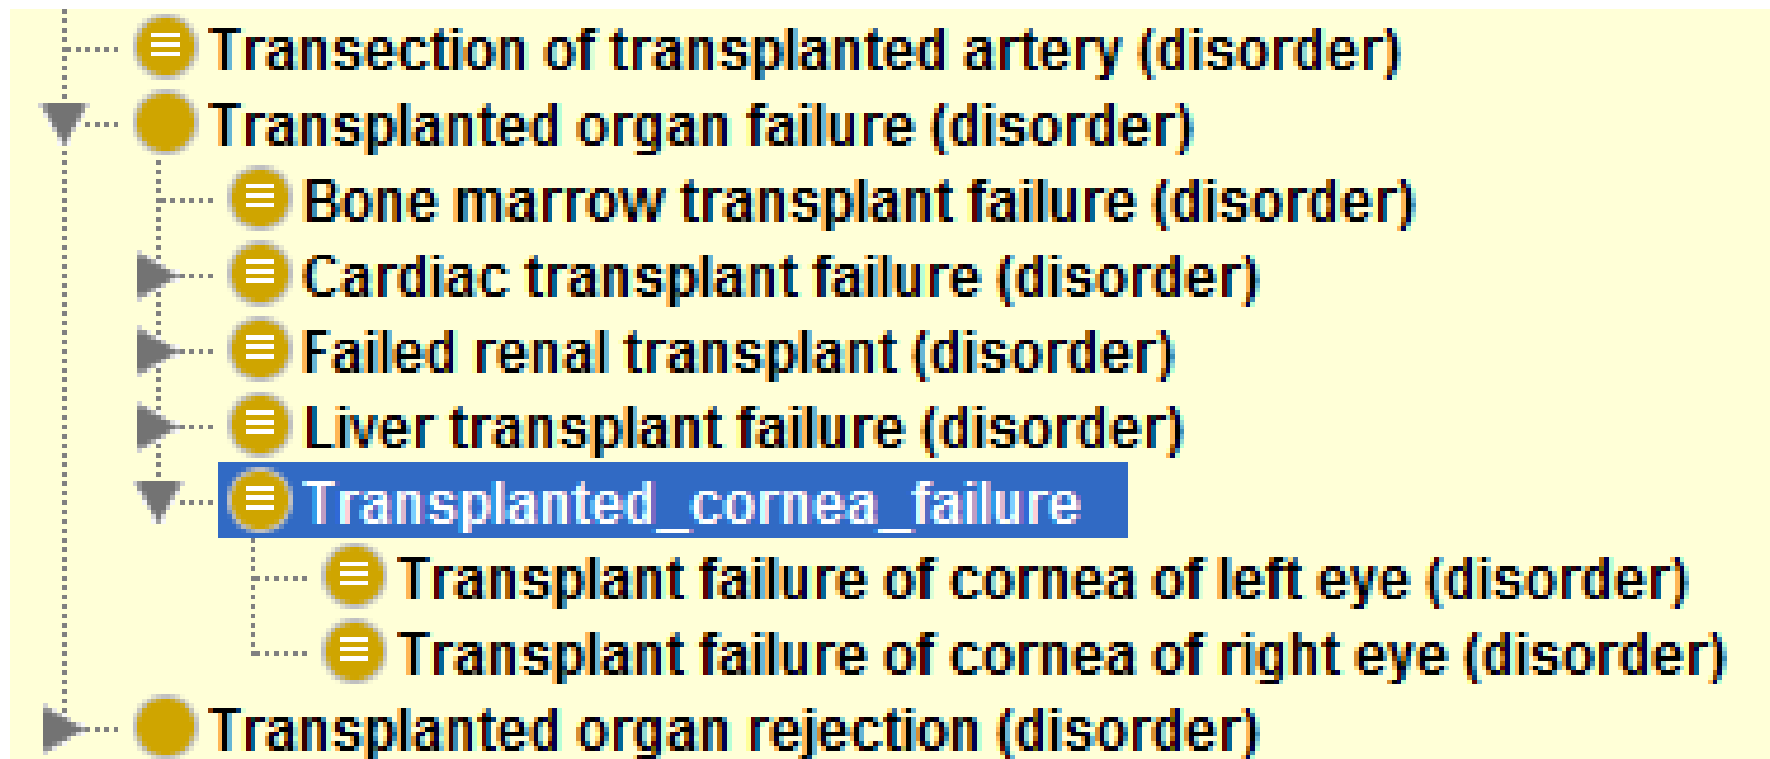 Transection of transplanted artery (disorder)
Transplanted organ failure (disorder)
Bone marrow transplant failure (disorder)
Cardiac transplant failure (disorder)
Failed renal transplant (disorder)
Liver transplant failure (disorder)
Transplanted_cornea_failure
Transplant failure of cornea of left eye (disorder)
Transplant failure of cornea of right eye (disorder)
Transplanted organ rejection (disorder)